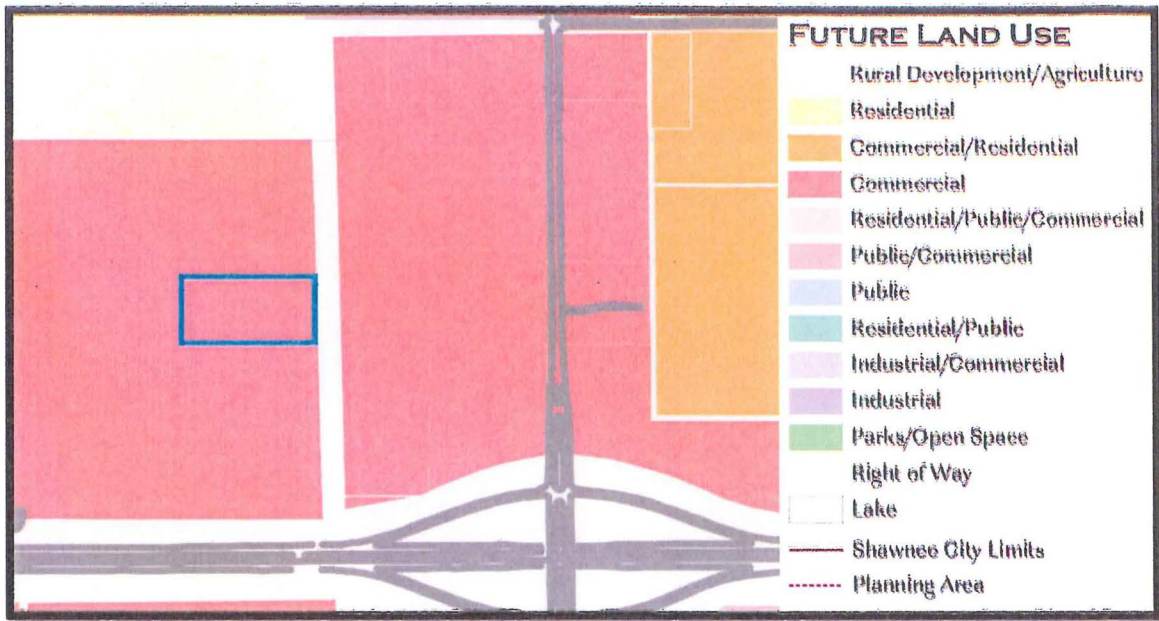 FUTURE LAND USE
Rural Development/Agriculture
Residential
Commercial/Residential
Commercial
Residential/Public/Commercial
Public/Commercial
Public
Residential/Public
Industrial/Commercial
Industrial
Parks/Open Space
Right of Way
Lake
Shawnee City Limits
Planning Area